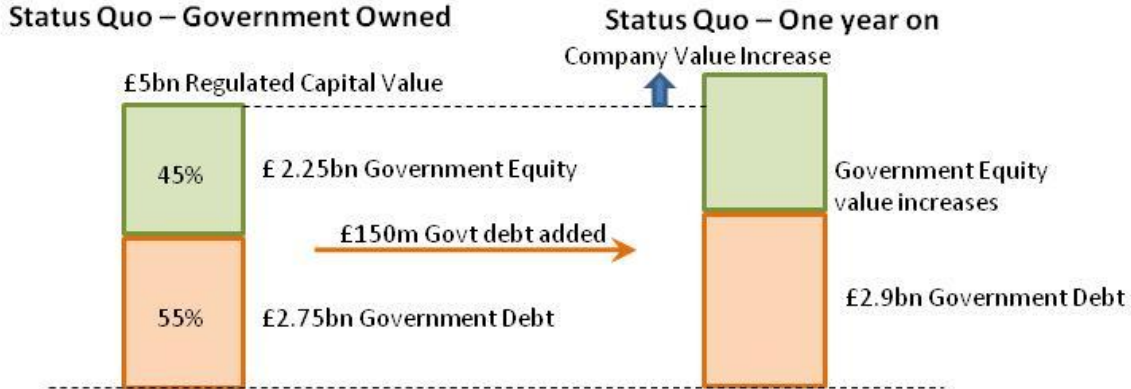 Status Quo – Government Owned
Status Quo – One year on
Company Value Increase
£5bn Regulated Capital Value
45%
£ 2.25bn Government Equity
Government Equity
value increases
£150m Govt debt added
55%
£2.75bn Government Debt
£2.9bn Government Debt